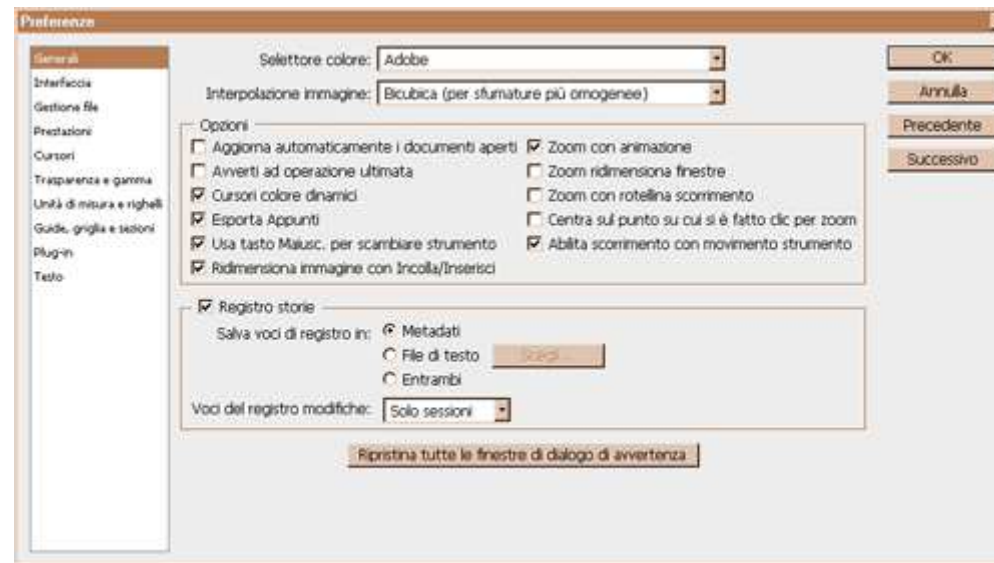 Preferenze
Generali
Interfaccia
Gestione file
Prestazioni
Cursori
Trasparenza e gamma
Unità di misura e righelli
Guide, griglia e sezioni
Plug-in
Testo
Selettore colore: Adobe
Interpolazione immagine: Bicubica (per sfumature più omogenee)
Opzioni
Aggiorna automaticamente i documenti aperti
Avverti ad operazione ultimata
Cursori colore dinamici
Esporta Appunti
Usa tasto Maiusc. per scambiare strumento
Ridimensiona immagine con Incolla/Inserisci
Zoom con animazione
Zoom ridimensiona finestre
Zoom con rotellina scorrimento
Centra sul punto su cui si è fatto clic per zoom
Abilita scorrimento con movimento strumento
Registro storie
Salva voci di registro in: Metadati
File di testo Scegli...
Entrambi
Voci del registro modifiche: Solo sessioni
Ripristina tutte le finestre di dialogo di avvertenza
OK
Annulla
Precedente
Successivo